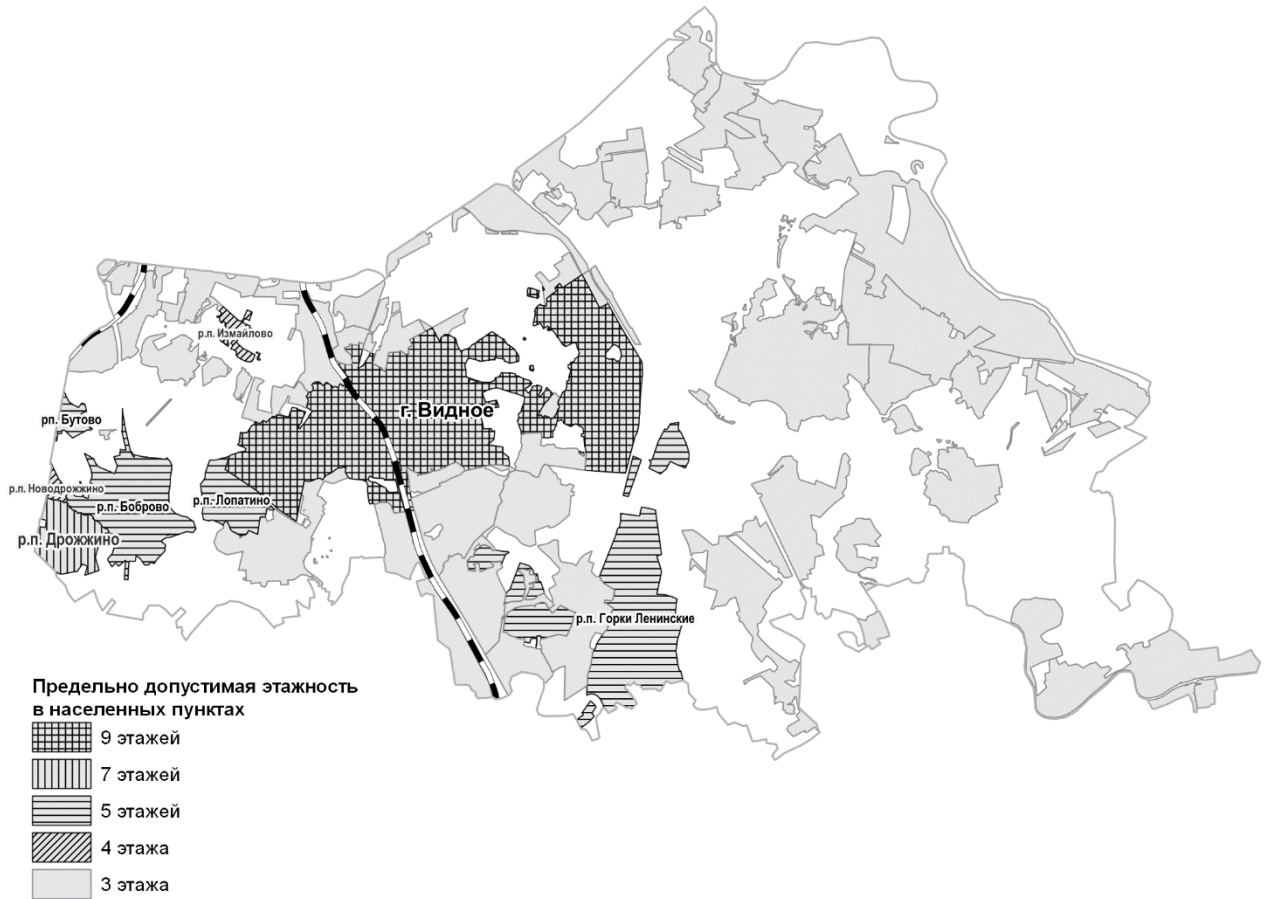 р.п. Измайлово
г. Видное
рп. Бутово
р.п. Новодрожжино
р.п. Лопатино
р.п. Боброво
р.п. Дрожжино
р.п. Горки Ленинские
Предельно допустимая этажность
в населенных пунктах
9 этажей
7 этажей
5 этажей
4 этажа
3 этажа